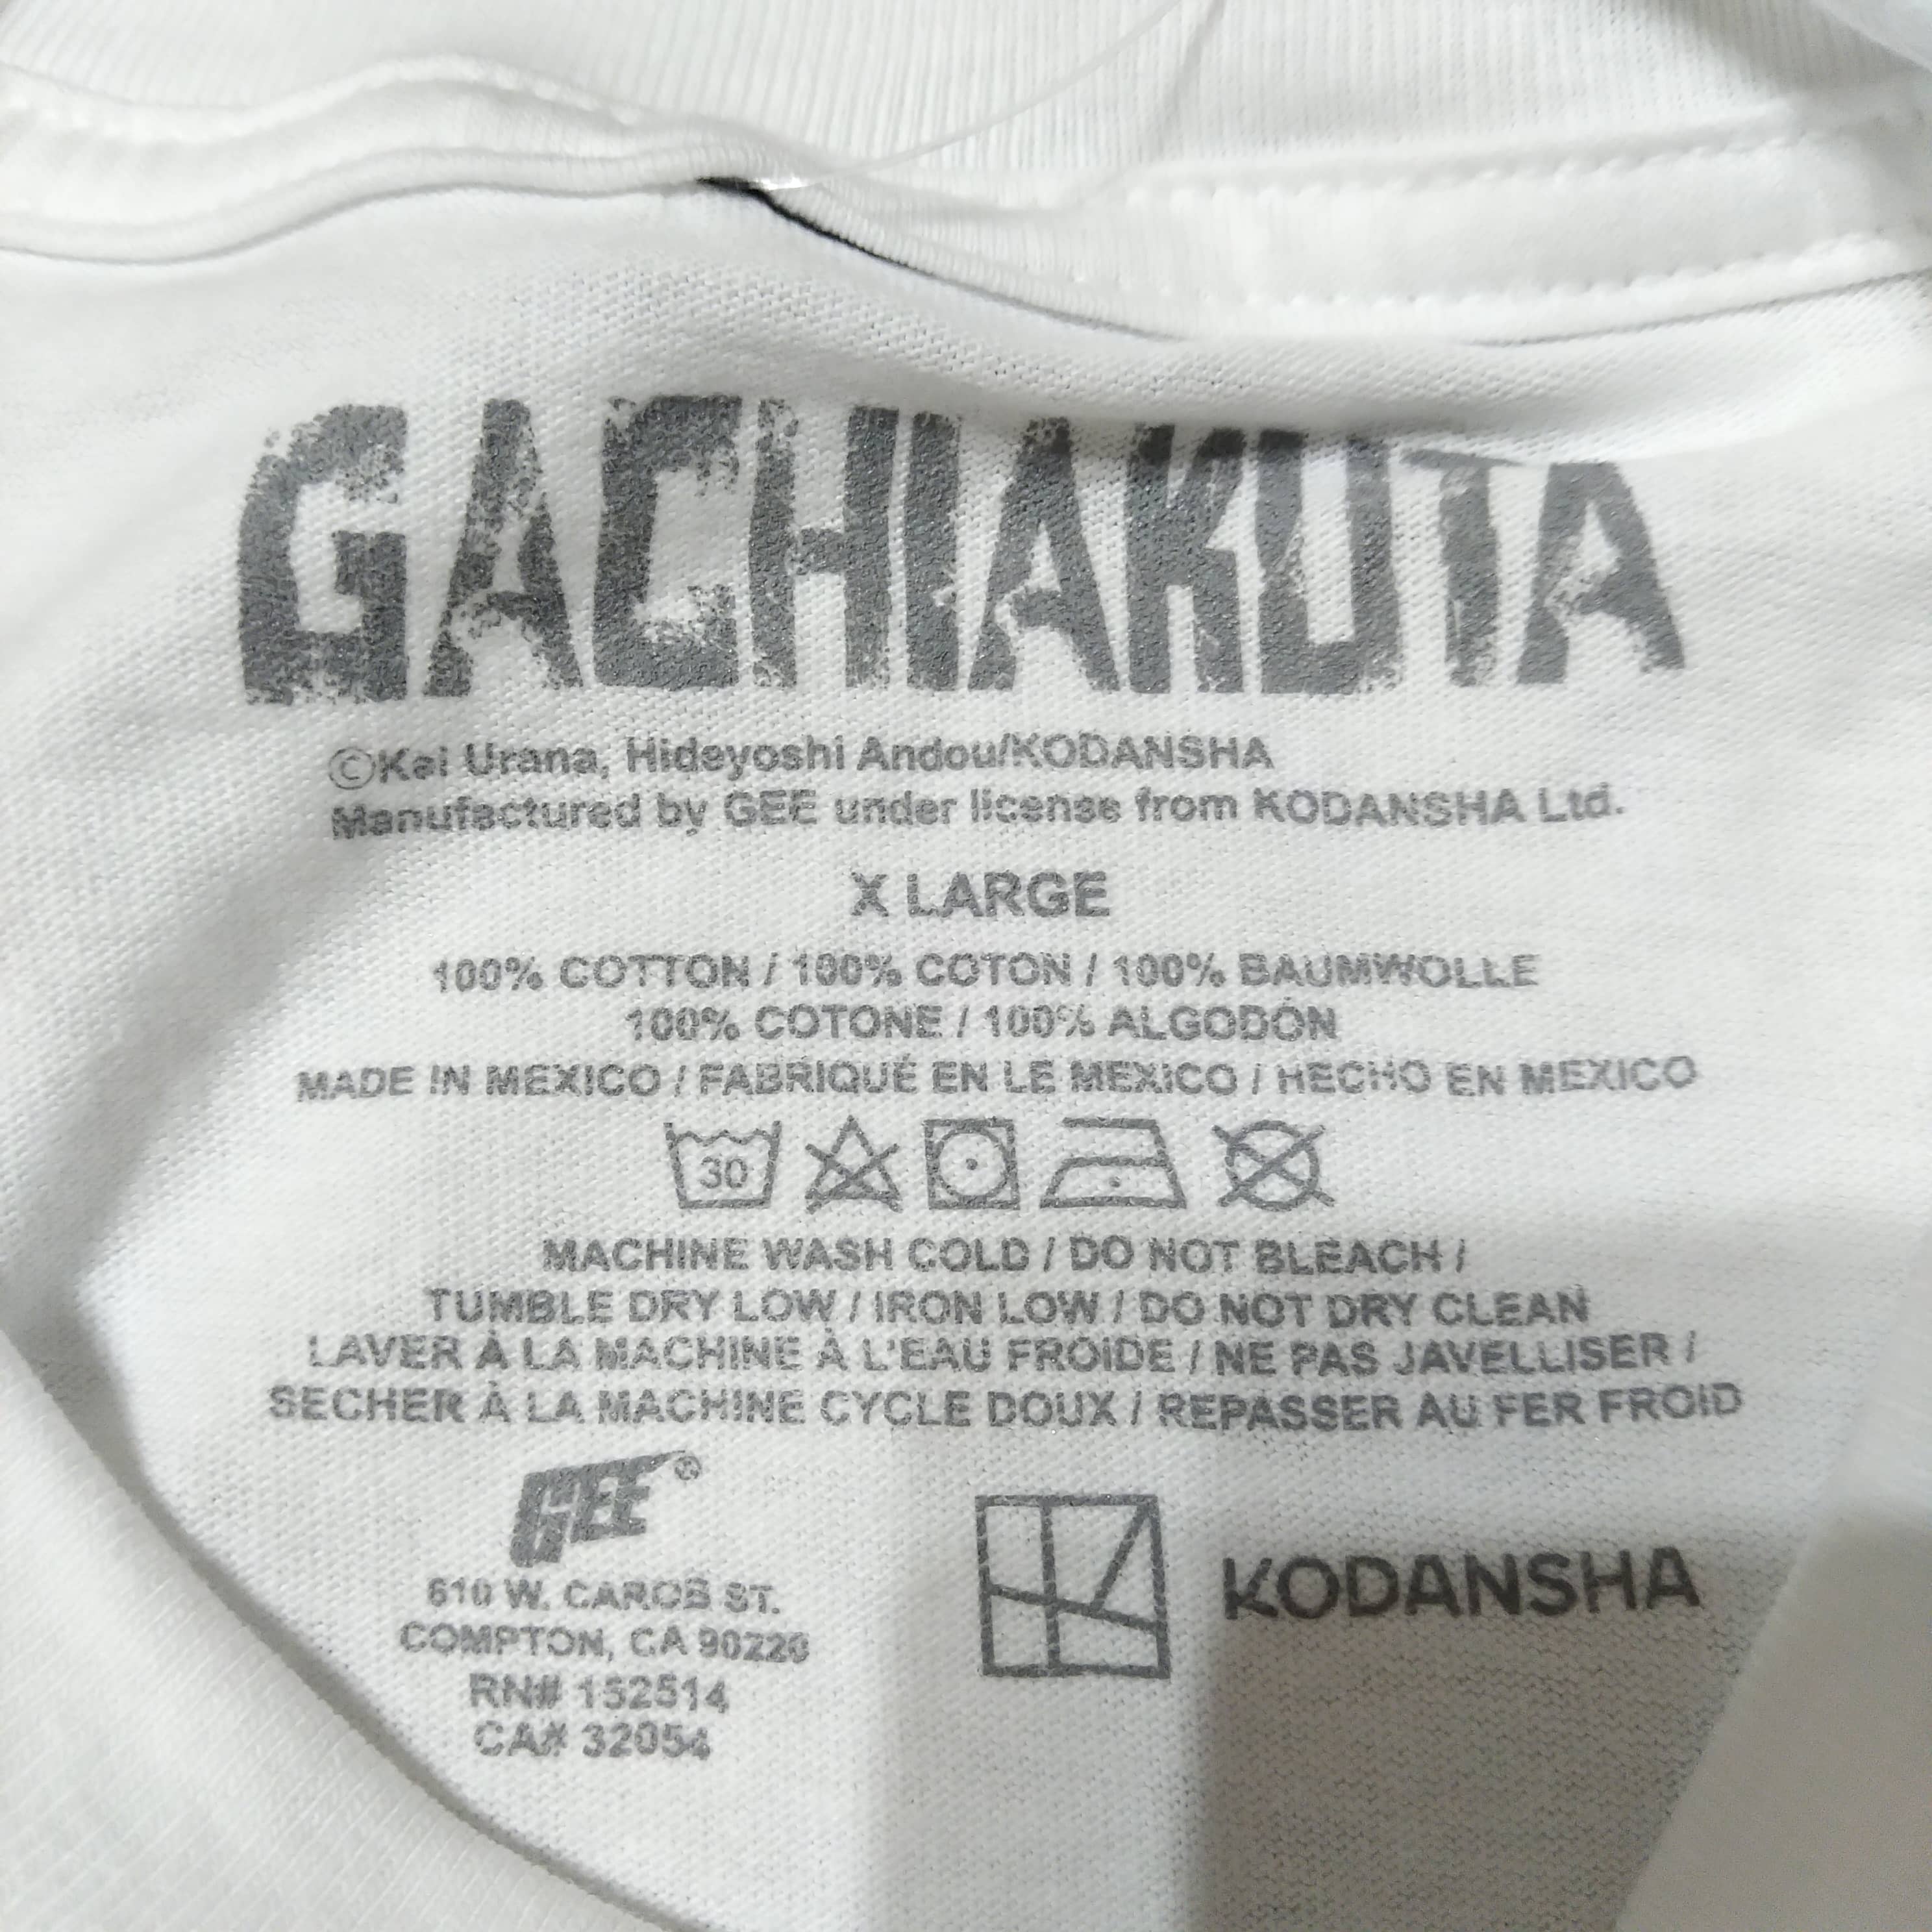 GACHIAKUTA
©Kei Urana, Hideyoshi Andou/KODANSHA
Manufactured by GEE under license from KODANSHA Ltd.
X LARGE
100% COTTON / 100% COTON / 100% BAUMWOLLE
100% COTONE / 100% ALGODÓN
MADE IN MEXICO / FABRIQUÉ EN LE MEXICO / HECHO EN MEXICO
30
MACHINE WASH COLD / DO NOT BLEACH /
TUMBLE DRY LOW / IRON LOW / DO NOT DRY CLEAN
LAVER À LA MACHINE À L'EAU FROIDE / NE PAS JAVELLISER /
SECHER À LA MACHINE CYCLE DOUX / REPASSER AU FER FROID
GEE®
610 W. CAROB ST.
COMPTON, CA 90220
RN# 152514
CA# 32054
KODANSHA